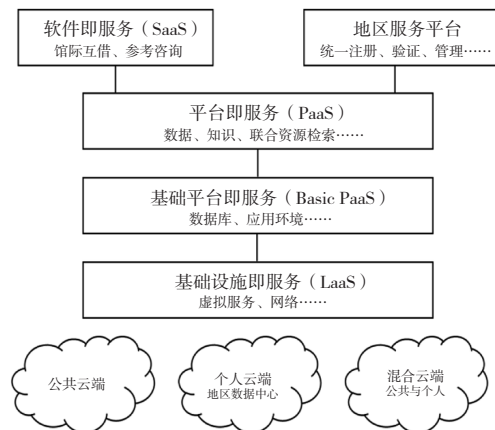 软件即服务（SaaS）
馆际互借、参考咨询
地区服务平台
统一注册、验证、管理……
平台即服务（PaaS）
数据、知识、联合资源检索……
基础平台即服务（Basic PaaS）
数据库、应用环境……
基础设施即服务（LaaS）
虚拟服务、网络……
公共云端
个人云端
地区数据中心
混合云端
公共与个人